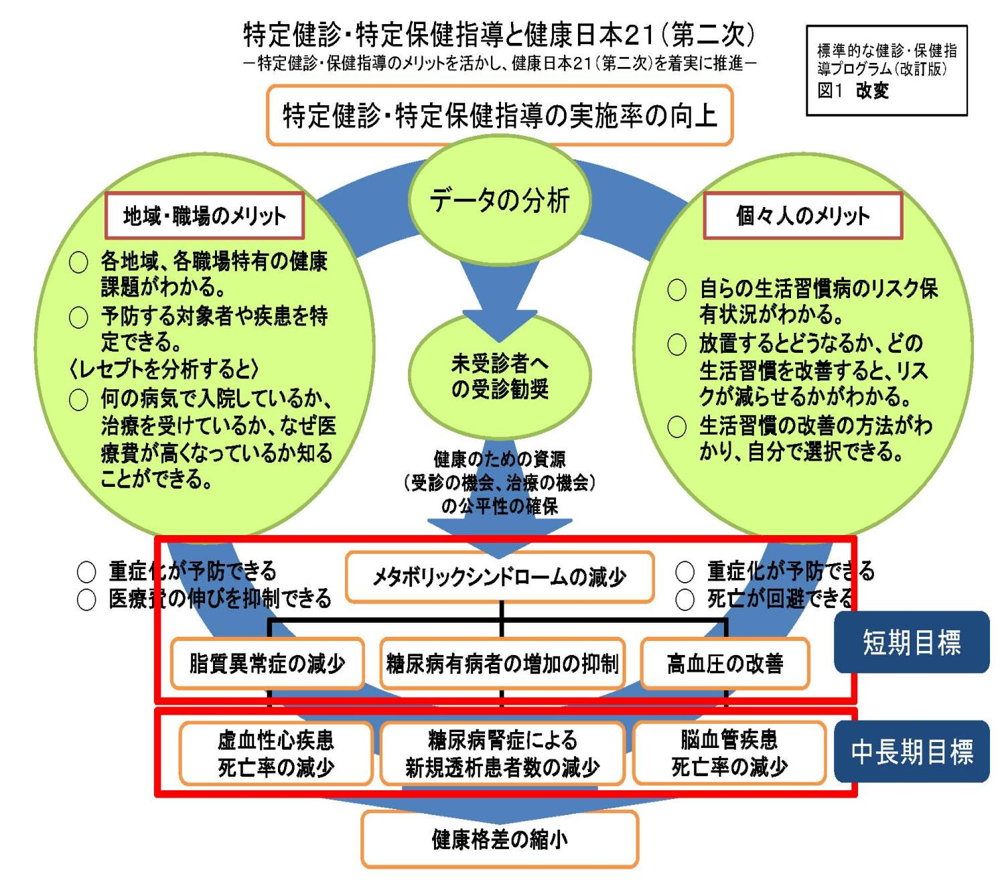 特定健診・特定保健指導と健康日本２１（第二次）
－特定健診・保健指導のメリットを活かし、健康日本２１（第二次）を着実に推進－
標準的な健診・保健指
導プログラム（改訂版）
図１　改変
特定健診・特定保健指導の実施率の向上
データの分析
地域・職場のメリット
○ 各地域、各職場特有の健康
課題がわかる。
○ 予防する対象者や疾患を特
定できる。
〈レセプトを分析すると〉
○ 何の病気で入院しているか、
治療を受けているか、なぜ医
療費が高くなっているか知る
ことができる。
未受診者へ
の受診勧奨
健康のための資源
（受診の機会、治療の機会）
の公平性の確保
個々人のメリット
○ 自らの生活習慣病のリスク保
有状況がわかる。
○ 放置するとどうなるか、どの
生活習慣を改善すると、リス
クが減らせるかがわかる。
○ 生活習慣の改善の方法がわ
かり、自分で選択できる。
○ 重症化が予防できる
○ 医療費の伸びを抑制できる
メタボリックシンドロームの減少
○ 重症化が予防できる
○ 死亡が回避できる
短期目標
脂質異常症の減少
糖尿病有病者の増加の抑制
高血圧の改善
虚血性心疾患
死亡率の減少
糖尿病腎症による
新規透析患者数の減少
脳血管疾患
死亡率の減少
中長期目標
健康格差の縮小